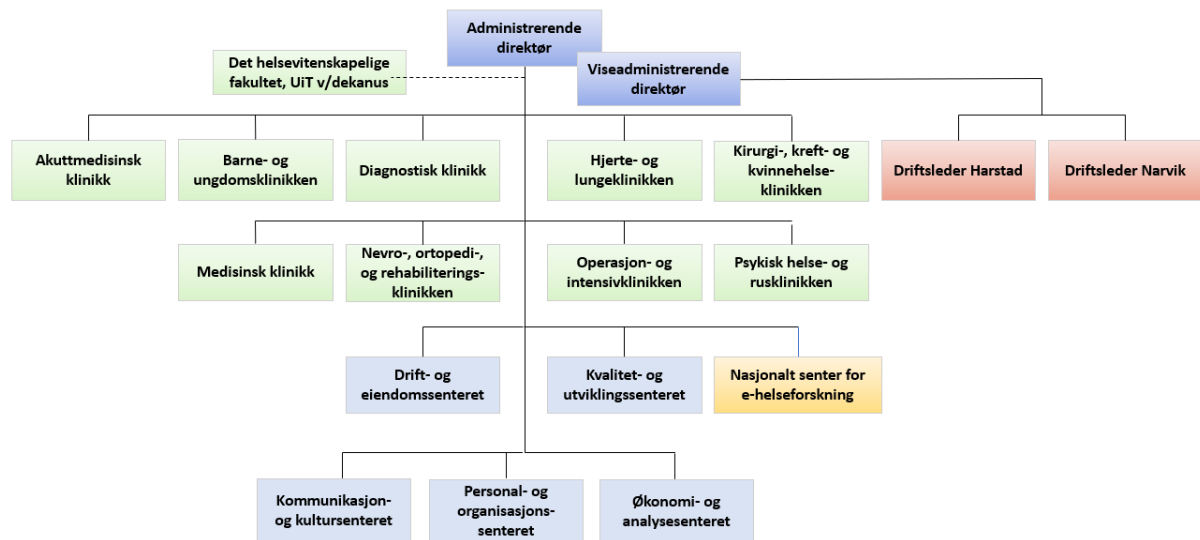 Administrerende
direktør
Det helsevitenskapelige
fakultet, UiT v/dekanus
Viseadministrerende
direktør
Akuttmedisinsk
klinikk
Barne- og
ungdomsklinikken
Diagnostisk klinikk
Hjerte- og
lungeklinikken
Kirurgi-, kreft- og
kvinnehelse-
klinikken
Driftsleder Harstad
Driftsleder Narvik
Medisinsk klinikk
Nevro-, ortopedi-,
og rehabiliterings-
klinikken
Operasjon- og
intensivklinikken
Psykisk helse- og
rusklinikken
Drift- og
eiendomssenteret
Kvalitet- og
utviklingssenteret
Nasjonalt senter for
e-helseforskning
Kommunikasjon-
og kultursenteret
Personal- og
organisasjons-
senteret
Økonomi- og
analysesenteret